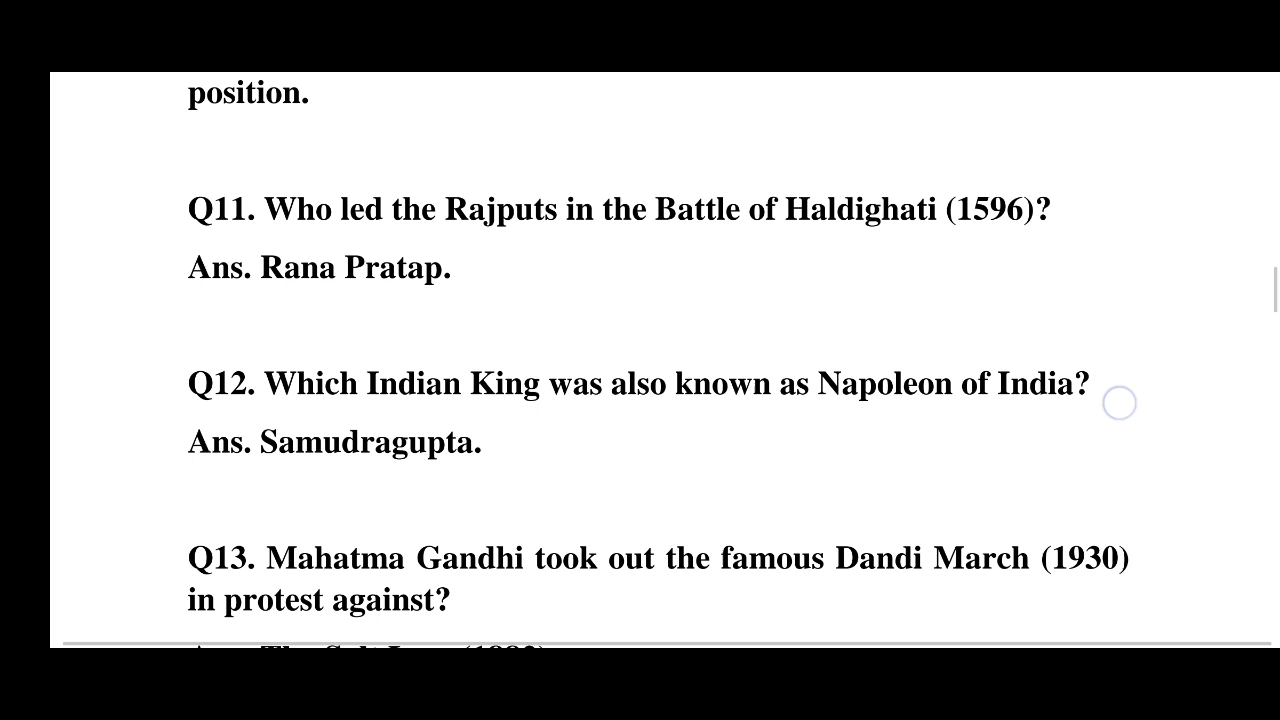 position.
Q11. Who led the Rajputs in the Battle of Haldighati (1596)?
Ans. Rana Pratap.
Q12. Which Indian King was also known as Napoleon of India?
Ans. Samudragupta.
Q13. Mahatma Gandhi took out the famous Dandi March (1930)
in protest against?